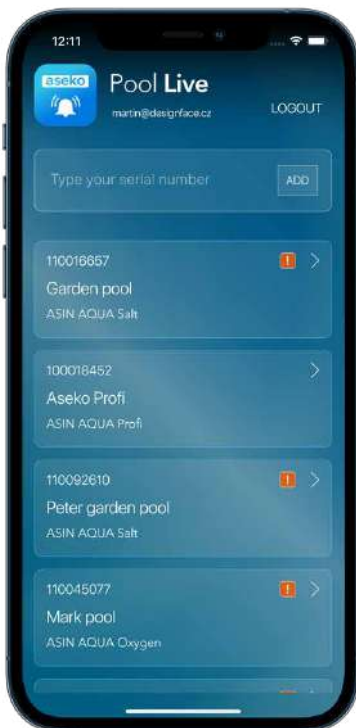 12:11
aseko
Pool Live
martin@designface.cz
LOGOUT
Type your serial number
ADD
110016657
!
Garden pool
ASIN AQUA Salt
100018452
Aseko Profi
ASIN AQUA Profi
110092610
!
Peter garden pool
ASIN AQUA Salt
110045077
!
Mark pool
ASIN AQUA Oxygen